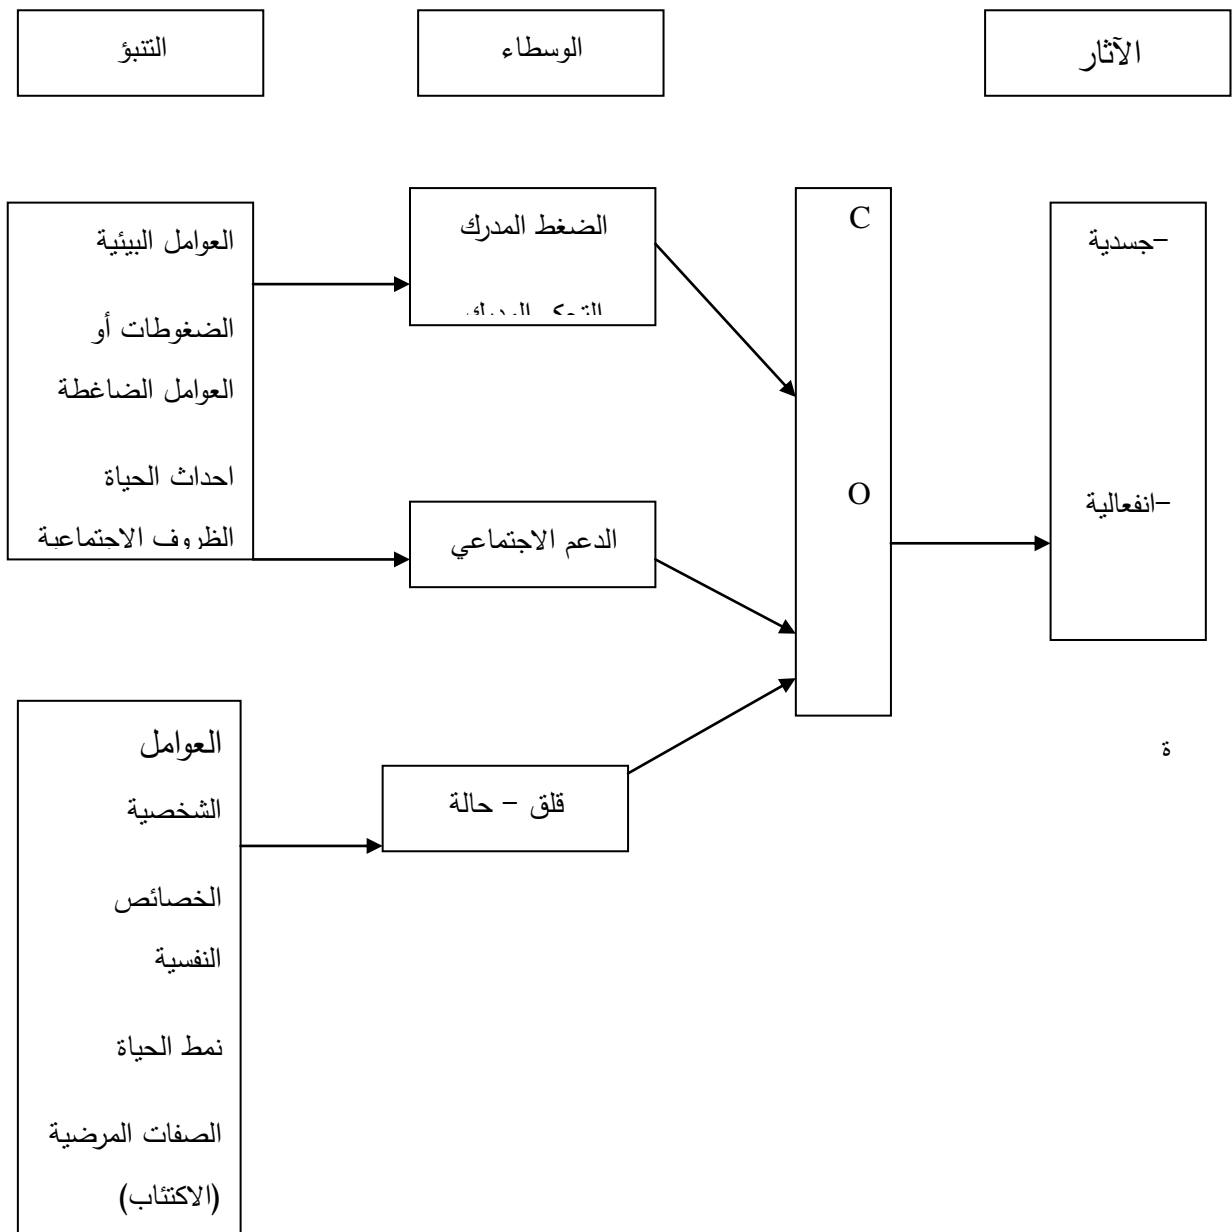 التنبؤ
الوسطاء
الآثار
العوامل البيئية
الضغوطات أو
العوامل الضاغطة
احداث الحياة
الظروف الاجتماعية
الضغط المدرك
المدرك
الدعم الاجتماعي
C
O
-جسدية
-انفعالية
ة
العوامل
الشخصية
الخصائص
النفسية
نمط الحياة
الصفات المرضية
(الاكتئاب)
قلق - حالة